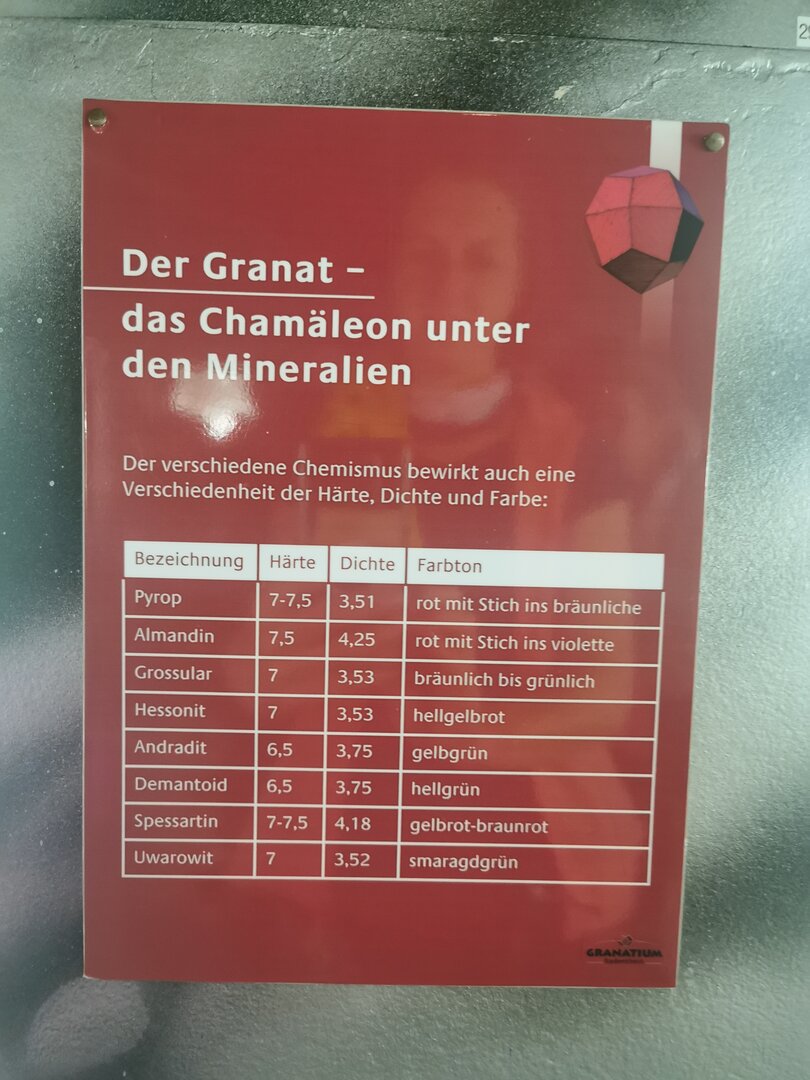 29
Der Granat –
das Chamäleon unter
den Mineralien
Der verschiedene Chemismus bewirkt auch eine
Verschiedenheit der Härte, Dichte und Farbe:
Bezeichnung Härte Dichte Farbton
Pyrop 7-7,5 3,51 rot mit Stich ins bräunliche
Almandin 7,5 4,25 rot mit Stich ins violette
Grossular 7 3,53 bräunlich bis grünlich
Hessonit 7 3,53 hellgelbrot
Andradit 6,5 3,75 gelbgrün
Demantoid 6,5 3,75 hellgrün
Spessartin 7-7,5 4,18 gelbrot-braunrot
Uwarowit 7 3,52 smaragdgrün
GRANATIUM